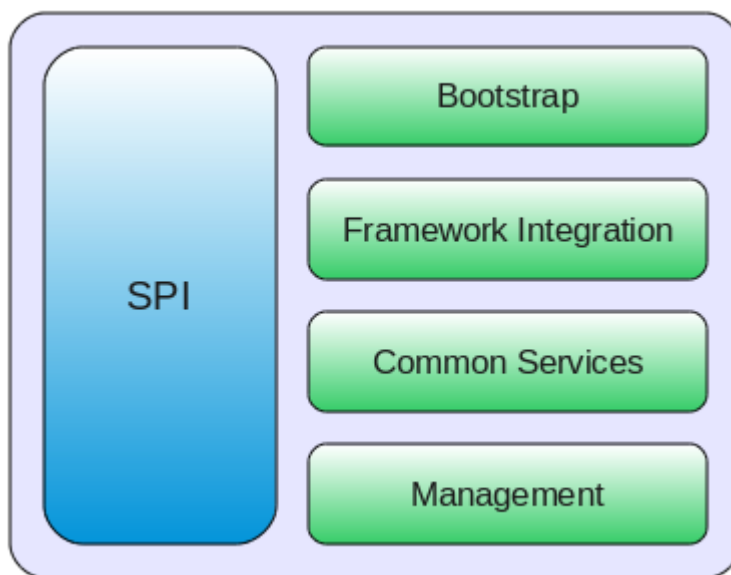 SPI
Bootstrap
Framework Integration
Common Services
Management